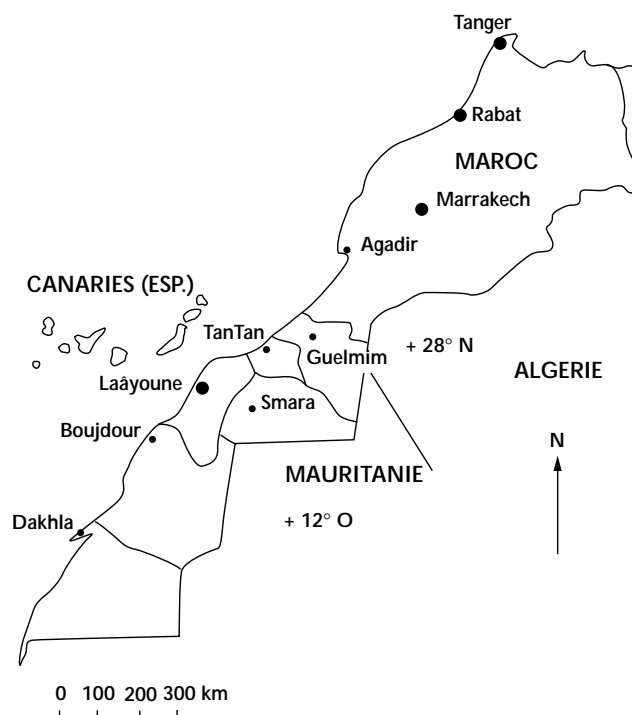 Tanger
Rabat
MAROC
Marrakech
Agadir
CANARIES (ESP.)
TanTan
Guelmim
+ 28° N
Laâyoune
ALGERIE
Smara
Boujdour
N
MAURITANIE
Dakhla
+ 12° O
0 100 200 300 km